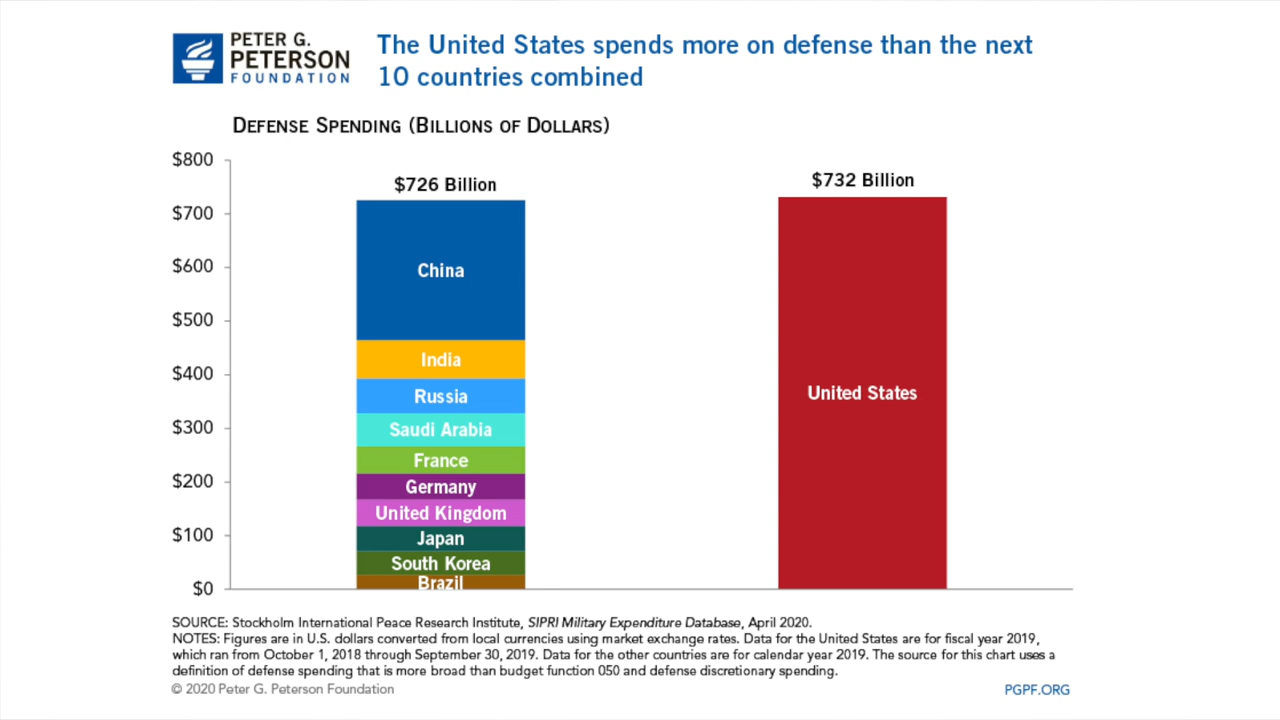 PETER G.
PETERSON
FOUNDATION
The United States spends more on defense than the next
10 countries combined
DEFENSE SPENDING (BILLIONS OF DOLLARS)
$800
$700
$600
$500
$400
$300
$200
$100
$0
$726 Billion
China
India
Russia
Saudi Arabia
France
Germany
United Kingdom
Japan
South Korea
Brazil
$732 Billion
United States
SOURCE: Stockholm International Peace Research Institute, SIPRI Military Expenditure Database, April 2020.
NOTES: Figures are in U.S. dollars converted from local currencies using market exchange rates. Data for the United States are for fiscal year 2019,
which ran from October 1, 2018 through September 30, 2019. Data for the other countries are for calendar year 2019. The source for this chart uses a
definition of defense spending that is more broad than budget function 050 and defense discretionary spending.
© 2020 Peter G. Peterson Foundation
PGPF.ORG